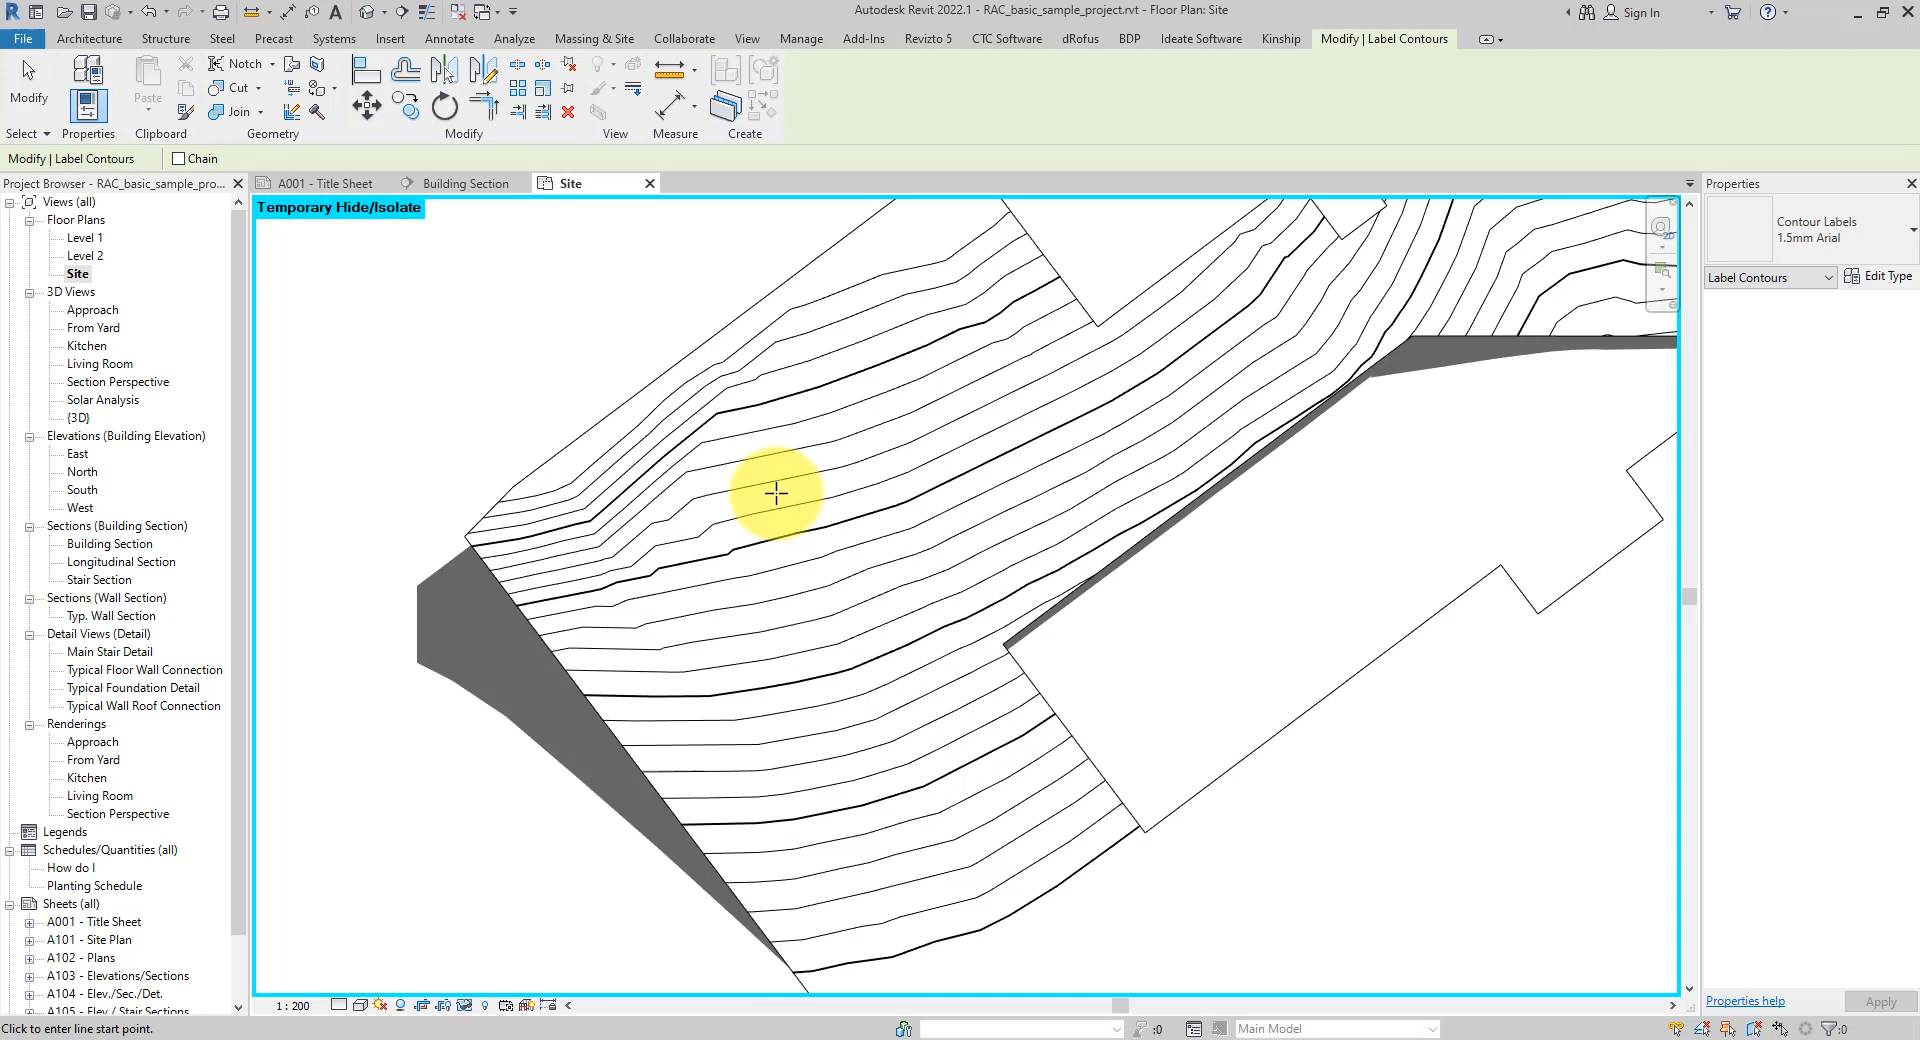 Autodesk Revit 2022.1 - RAC_basic_sample_project.rvt - Floor Plan: Site
Sign In
File
Architecture
Structure
Steel
Precast
Systems
Insert
Annotate
Analyze
Massing & Site
Collaborate
View
Manage
Add-Ins
Revizto 5
CTC Software
dRofus
BDP
Ideate Software
Kinship
Modify | Label Contours
Modify
Paste
Notch
Cut
Join
Select
Properties
Clipboard
Geometry
Modify
View
Measure
Create
Modify | Label Contours
Chain
Project Browser - RAC_basic_sample_pro...
A001 - Title Sheet
Building Section
Site
Properties
Temporary Hide/Isolate
Contour Labels
1.5mm Arial
Label Contours
Edit Type
2D
Views (all)
Floor Plans
Level 1
Level 2
Site
3D Views
Approach
From Yard
Kitchen
Living Room
Section Perspective
Solar Analysis
{3D}
Elevations (Building Elevation)
East
North
South
West
Sections (Building Section)
Building Section
Longitudinal Section
Stair Section
Sections (Wall Section)
Typ. Wall Section
Detail Views (Detail)
Main Stair Detail
Typical Floor Wall Connection
Typical Foundation Detail
Typical Wall Roof Connection
Renderings
Approach
From Yard
Kitchen
Living Room
Section Perspective
Legends
Schedules/Quantities (all)
How do I
Planting Schedule
Sheets (all)
A001 - Title Sheet
A101 - Site Plan
A102 - Plans
A103 - Elevations/Sections
A104 - Elev./Sec./Det.
A105 - Elev./ Stair Sections
1 : 200
Properties help
Apply
Click to enter line start point.
:0
Main Model
:0